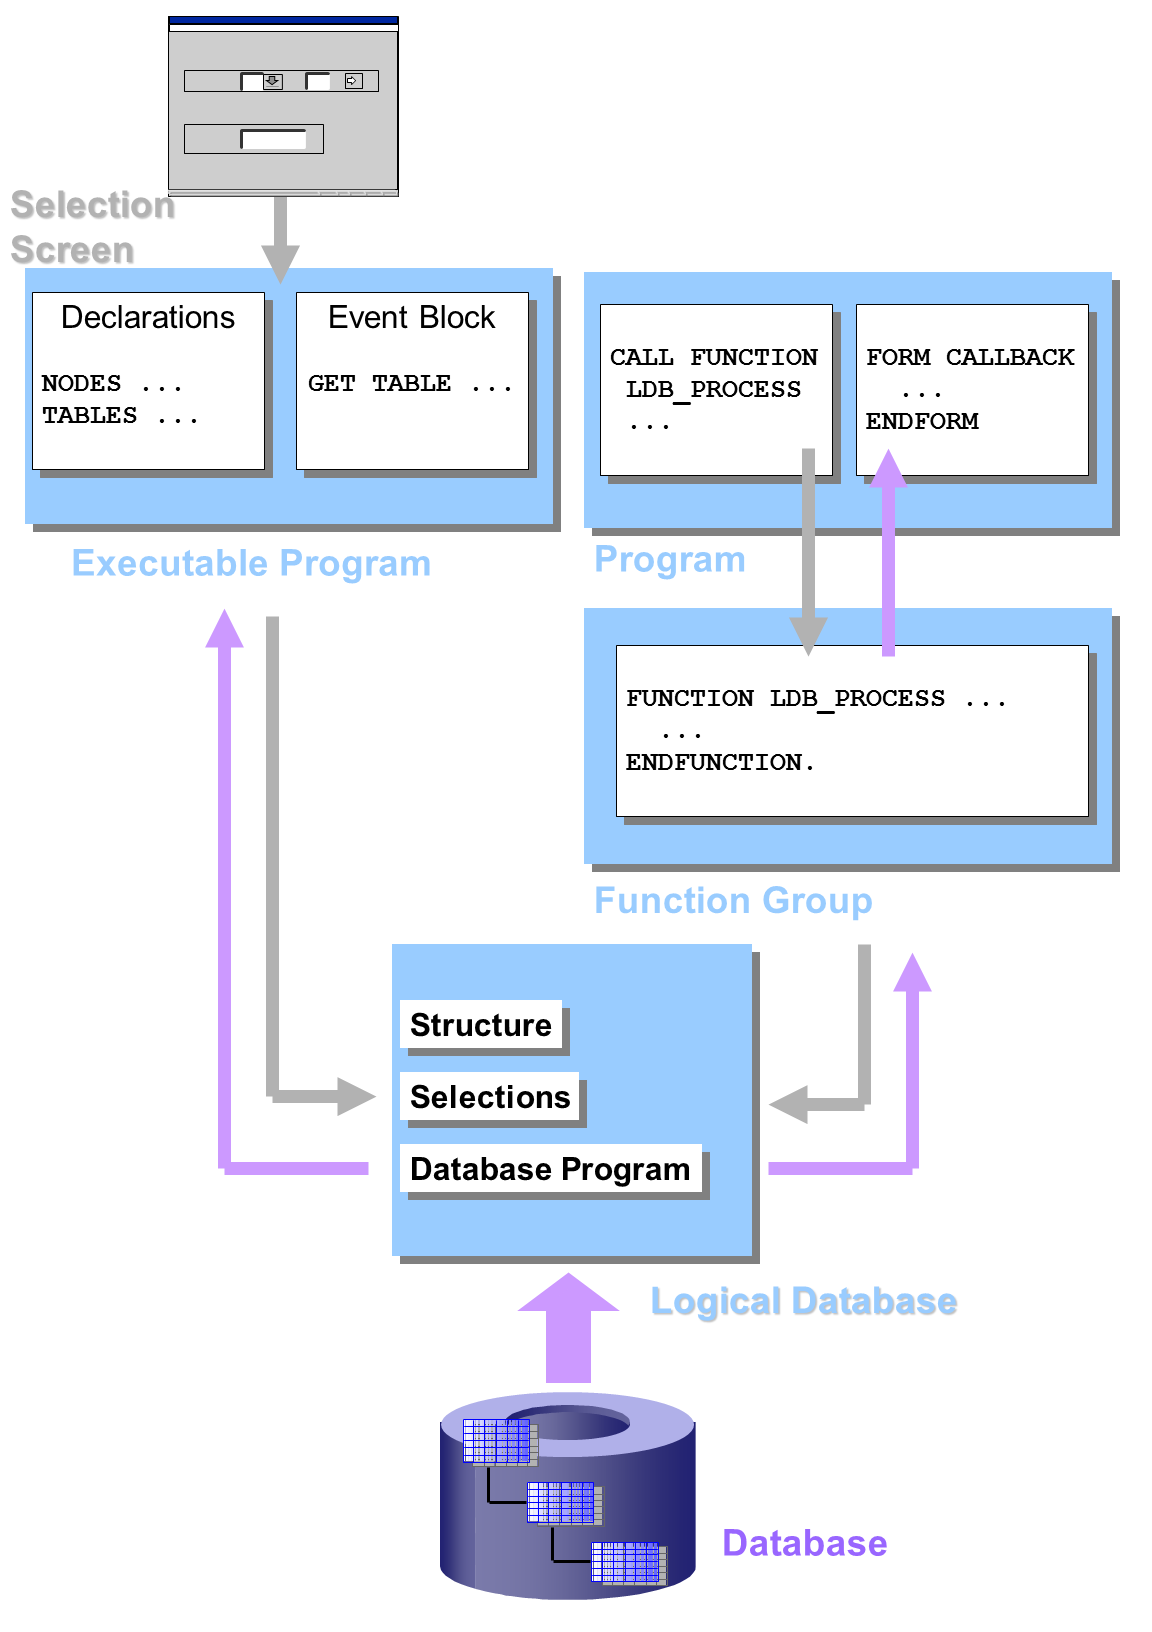 Selection
Screen
Declarations
NODES ...
TABLES ...
Event Block
GET TABLE ...
Executable Program
CALL FUNCTION
LDB_PROCESS
...
FORM CALLBACK
...
ENDFORM
Program
FUNCTION LDB_PROCESS ...
...
ENDFUNCTION.
Function Group
Structure
Selections
Database Program
Logical Database
Database